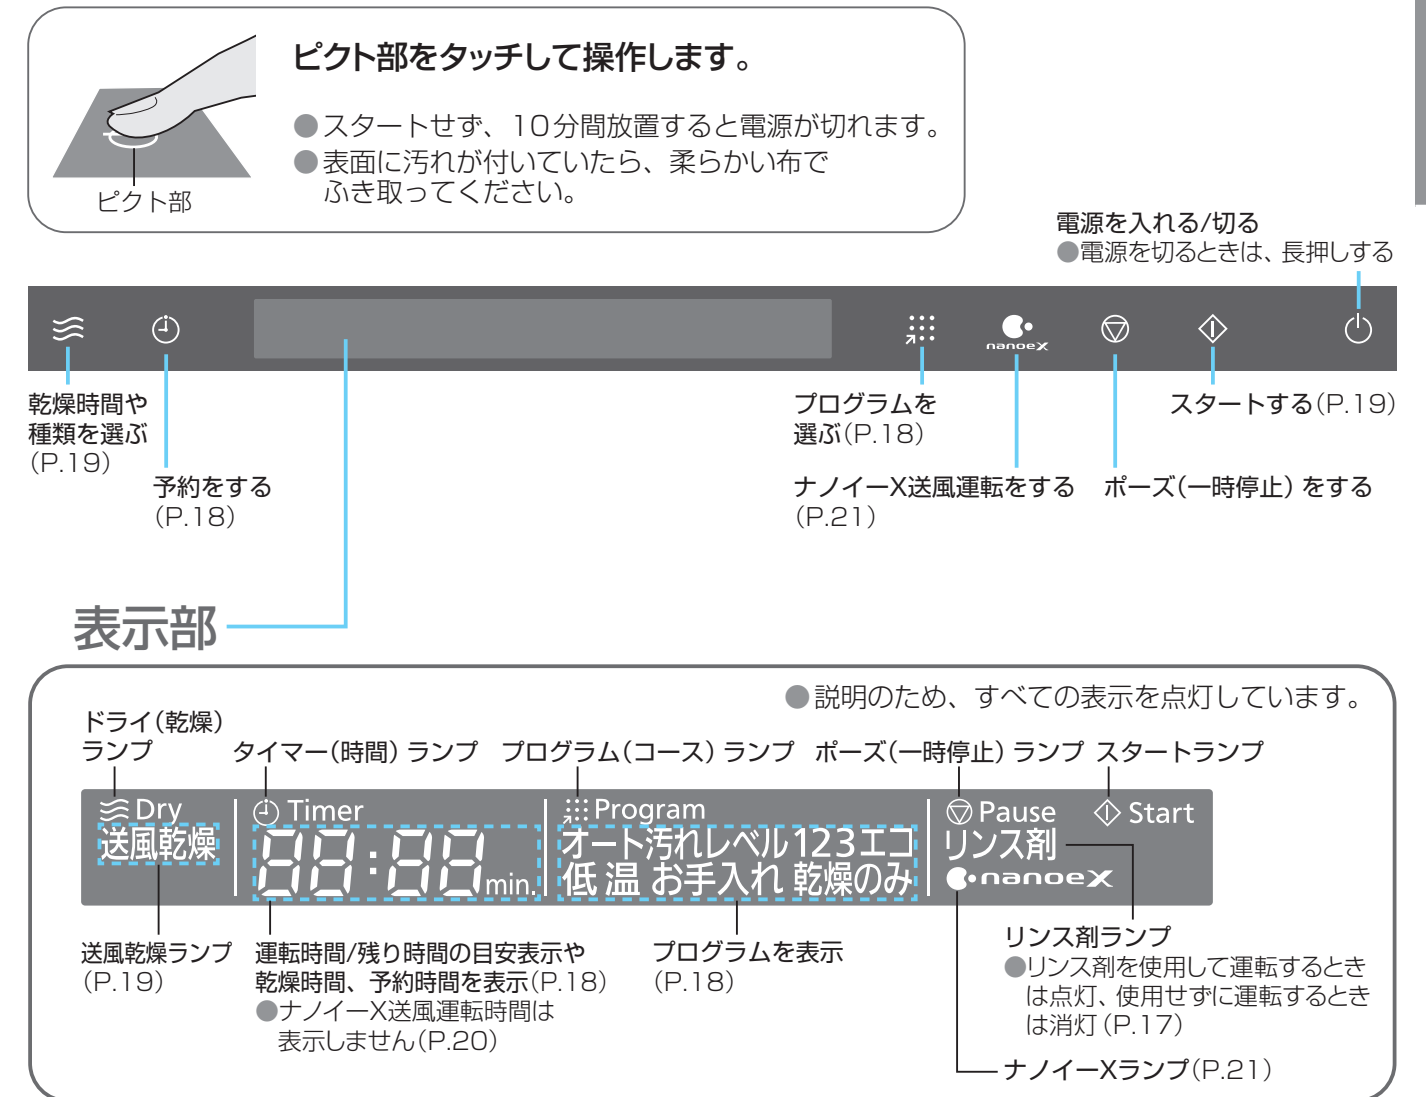 ピクト部をタッチして操作します。
●スタートせず、10分間放置すると電源が切れます。
●表面に汚れが付いていたら、柔らかい布で
ふき取ってください。
ピクト部
電源を入れる/切る
●電源を切るときは、長押しする
nanoeX
乾燥時間や
種類を選ぶ
(P.19)
予約をする
(P.18)
プログラムを
選ぶ(P.18)
ナノイーX送風運転をする
(P.21)
スタートする(P.19)
ポーズ(一時停止)をする
表示部
●説明のため、すべての表示を点灯しています。
ドライ(乾燥)
ランプ
タイマー(時間)ランプ
プログラム(コース)ランプ
ポーズ(一時停止)ランプ
スタートランプ
Dry
送風乾燥
Timer
88:88 min.
Program
オート汚れレベル123エコ
低温 お手入れ 乾燥のみ
Pause
Start
リンス剤
nanoeX
送風乾燥ランプ
(P.19)
運転時間/残り時間の目安表示や
乾燥時間、予約時間を表示(P.18)
●ナノイーX送風運転時間は
表示しません(P.20)
プログラムを表示
(P.18)
リンス剤ランプ
●リンス剤を使用して運転するとき
は点灯、使用せずに運転するとき
は消灯(P.17)
ナノイーXランプ(P.21)